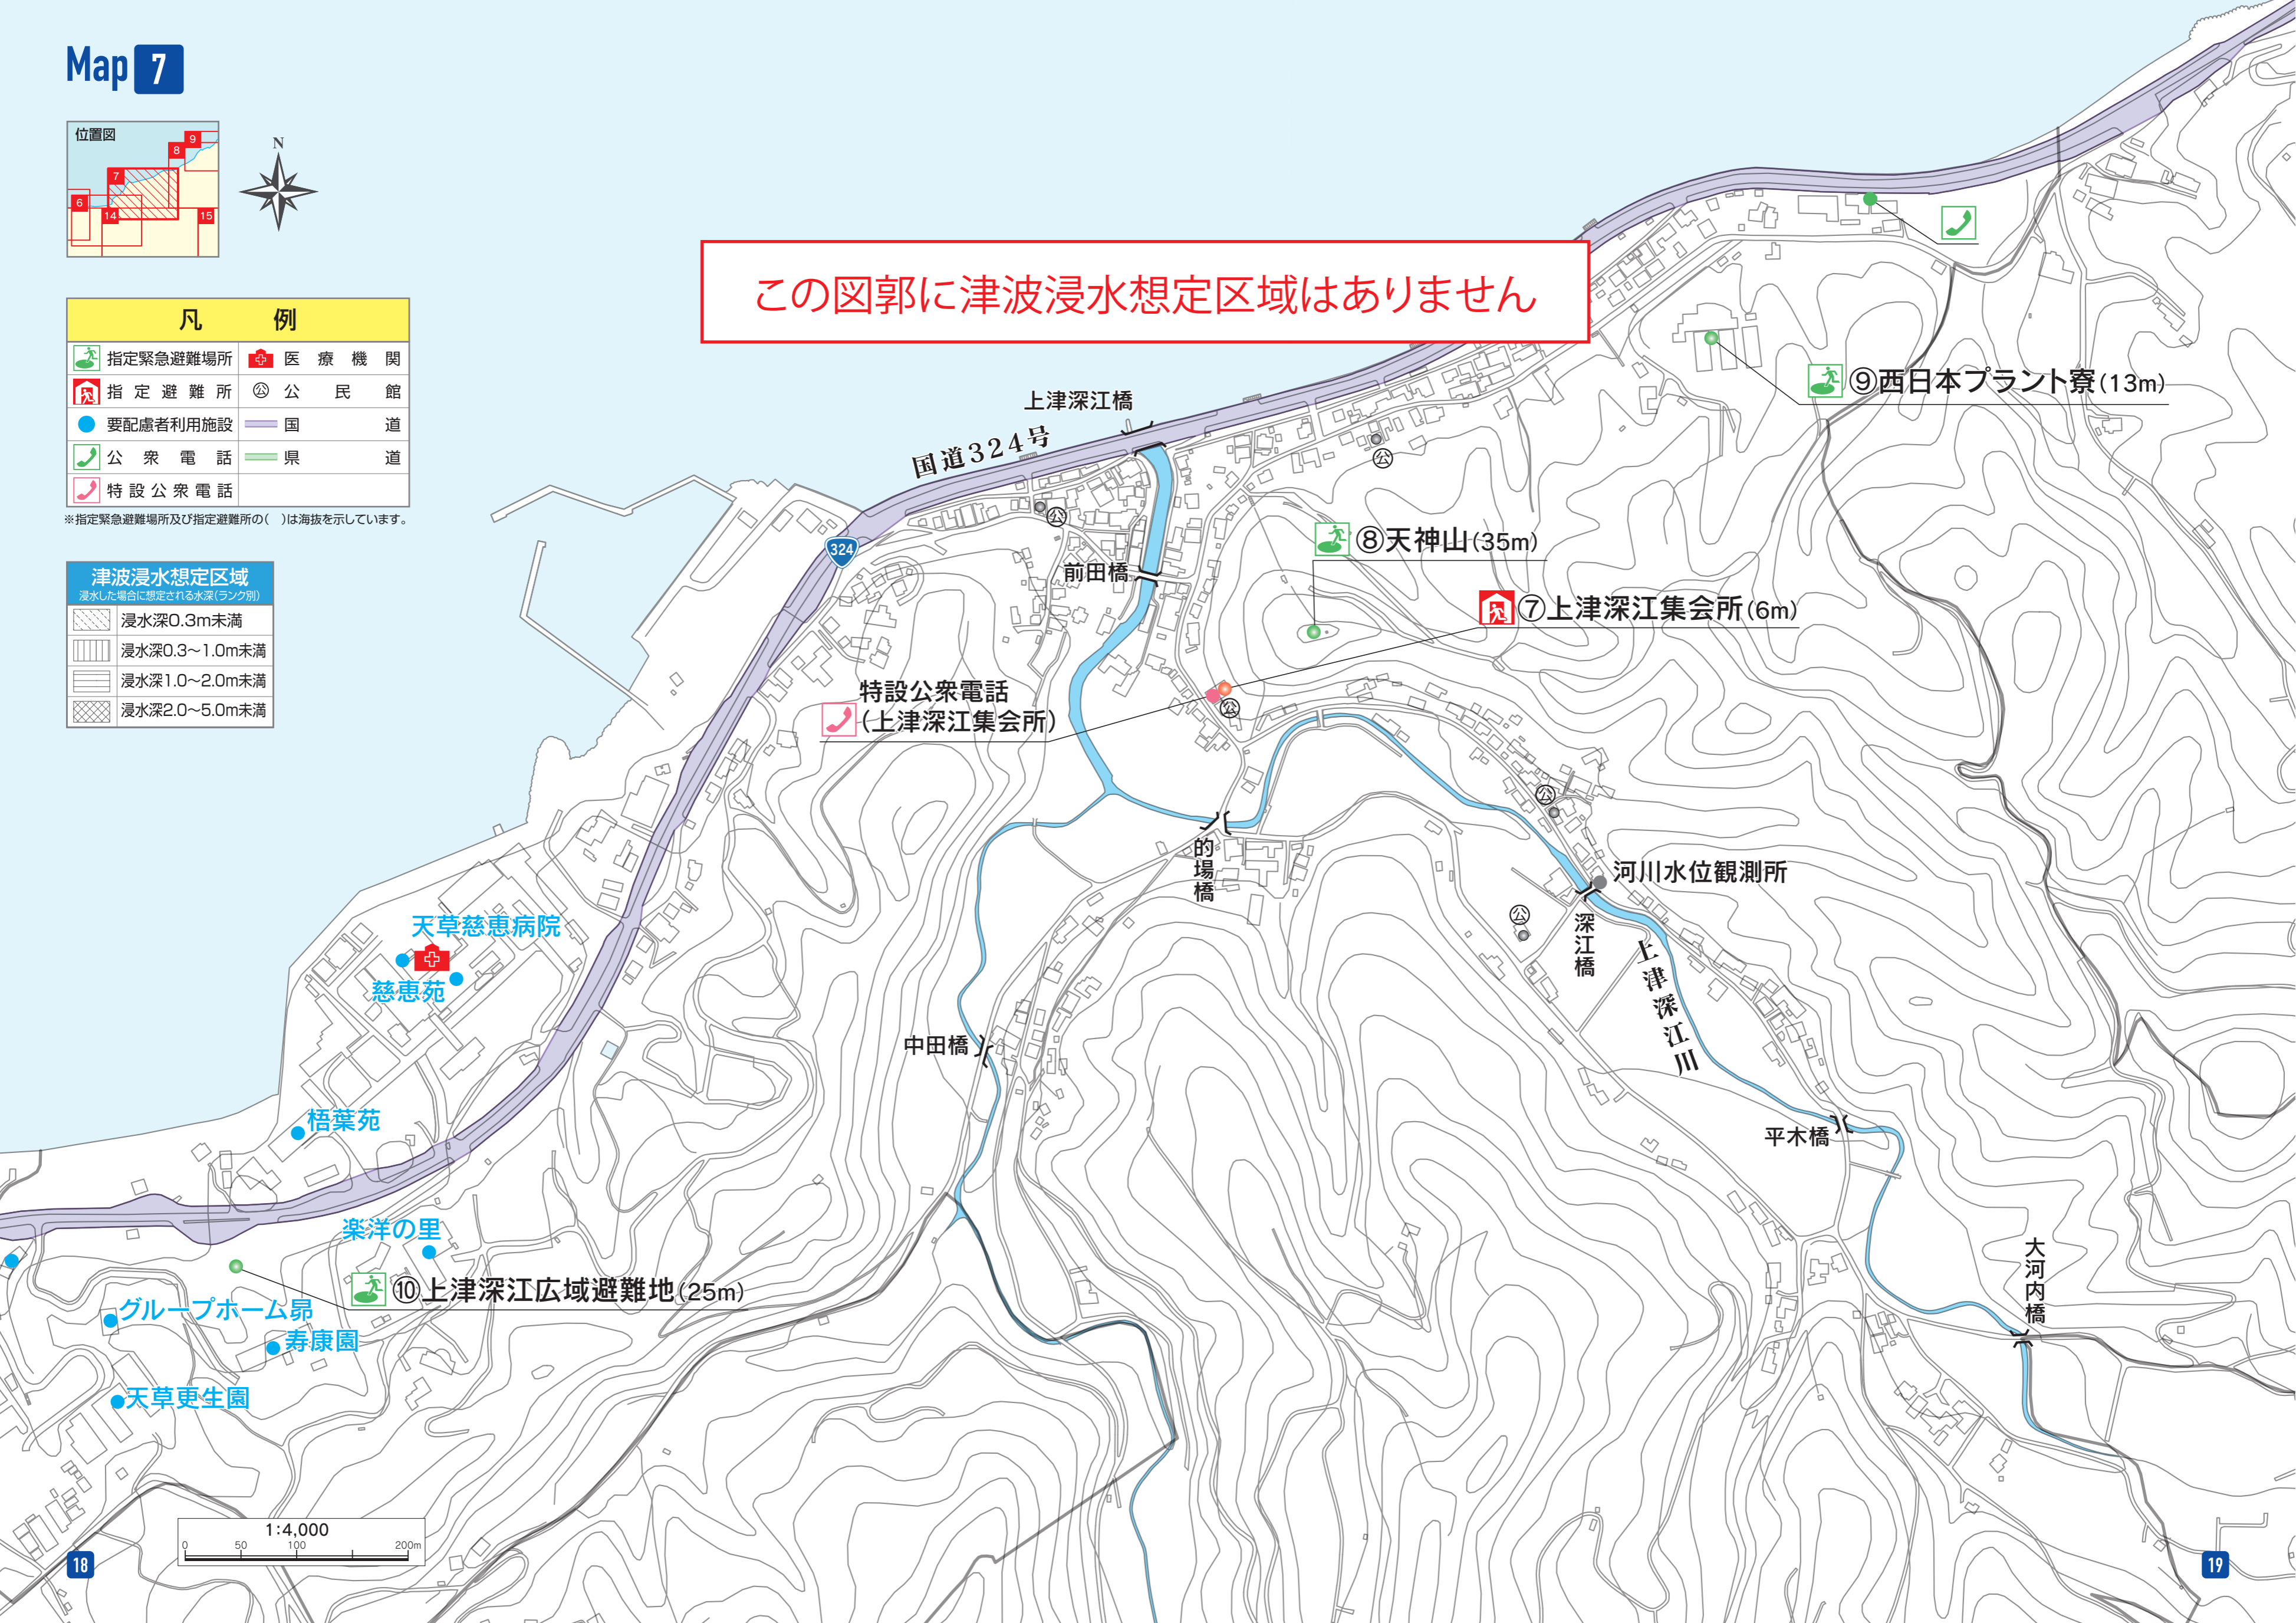 Map 7
位置図
9
8
7
6
14
15
N
凡 例
指定緊急避難場所
医療機関
指定避難所
公 公民館
要配慮者利用施設
国道
公衆電話
県道
特設公衆電話
※指定緊急避難場所及び指定避難所の( )は海抜を示しています。
津波浸水想定区域
浸水した場合に想定される水深(ランク別)
浸水深0.3m未満
浸水深0.3〜1.0m未満
浸水深1.0〜2.0m未満
浸水深2.0〜5.0m未満
この図郭に津波浸水想定区域はありません
⑨西日本プラント寮(13m)
上津深江橋
国道324号
公
公
324
前田橋
⑧天神山(35m)
⑦上津深江集会所(6m)
特設公衆電話
(上津深江集会所)
公
公
的場橋
河川水位観測所
公
深江橋
上津深江川
天草慈恵病院
慈恵苑
中田橋
梧葉苑
平木橋
楽洋の里
⑩上津深江広域避難地(25m)
大河内橋
グループホーム昴
寿康園
天草更生園
1:4,000
0 50 100 200m
18
19